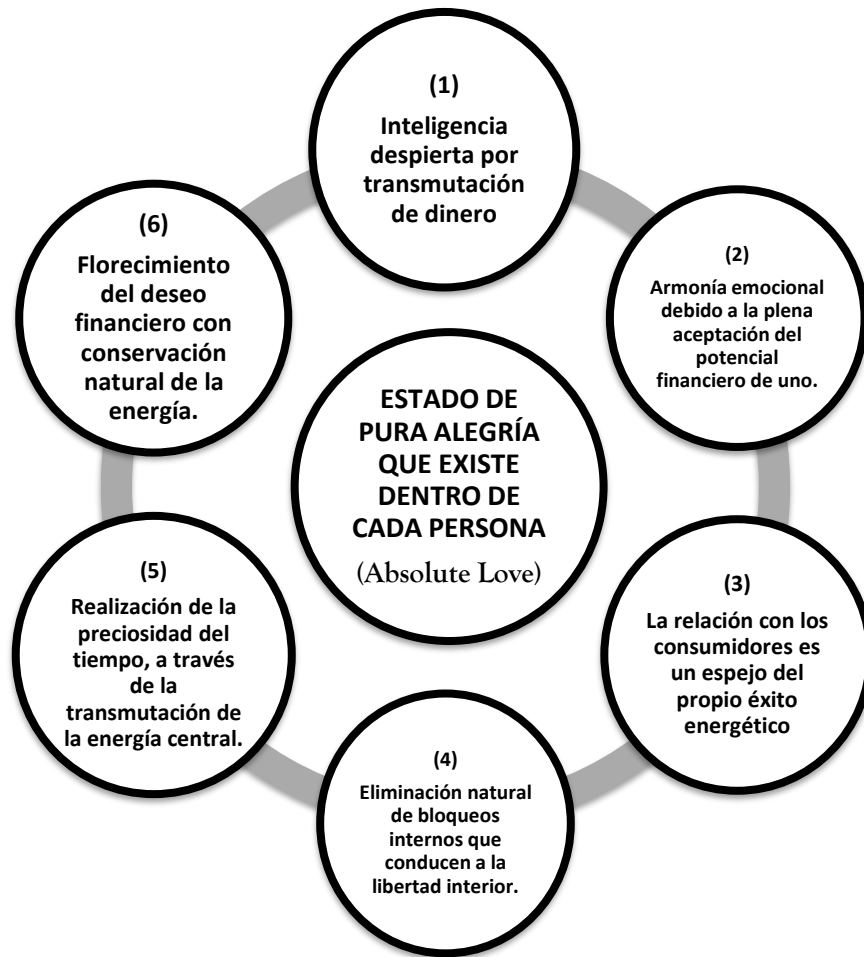 (1)
Inteligencia
despierta por
transmutación
de dinero
(2)
Armonía emocional
debido a la plena
aceptación del
potencial
financiero de uno.
(3)
La relación con los
consumidores es
un espejo del
propio éxito
energético
(4)
Eliminación natural
de bloqueos
internos que
conducen a la
libertad interior.
(5)
Realización de la
preciosidad del
tiempo, a través
de la
transmutación de
la energía central.
(6)
Florecimiento
del deseo
financiero con
conservación
natural de la
energía.
ESTADO DE
PURA ALEGRÍA
QUE EXISTE
DENTRO DE
CADA PERSONA
(Absolute Love)